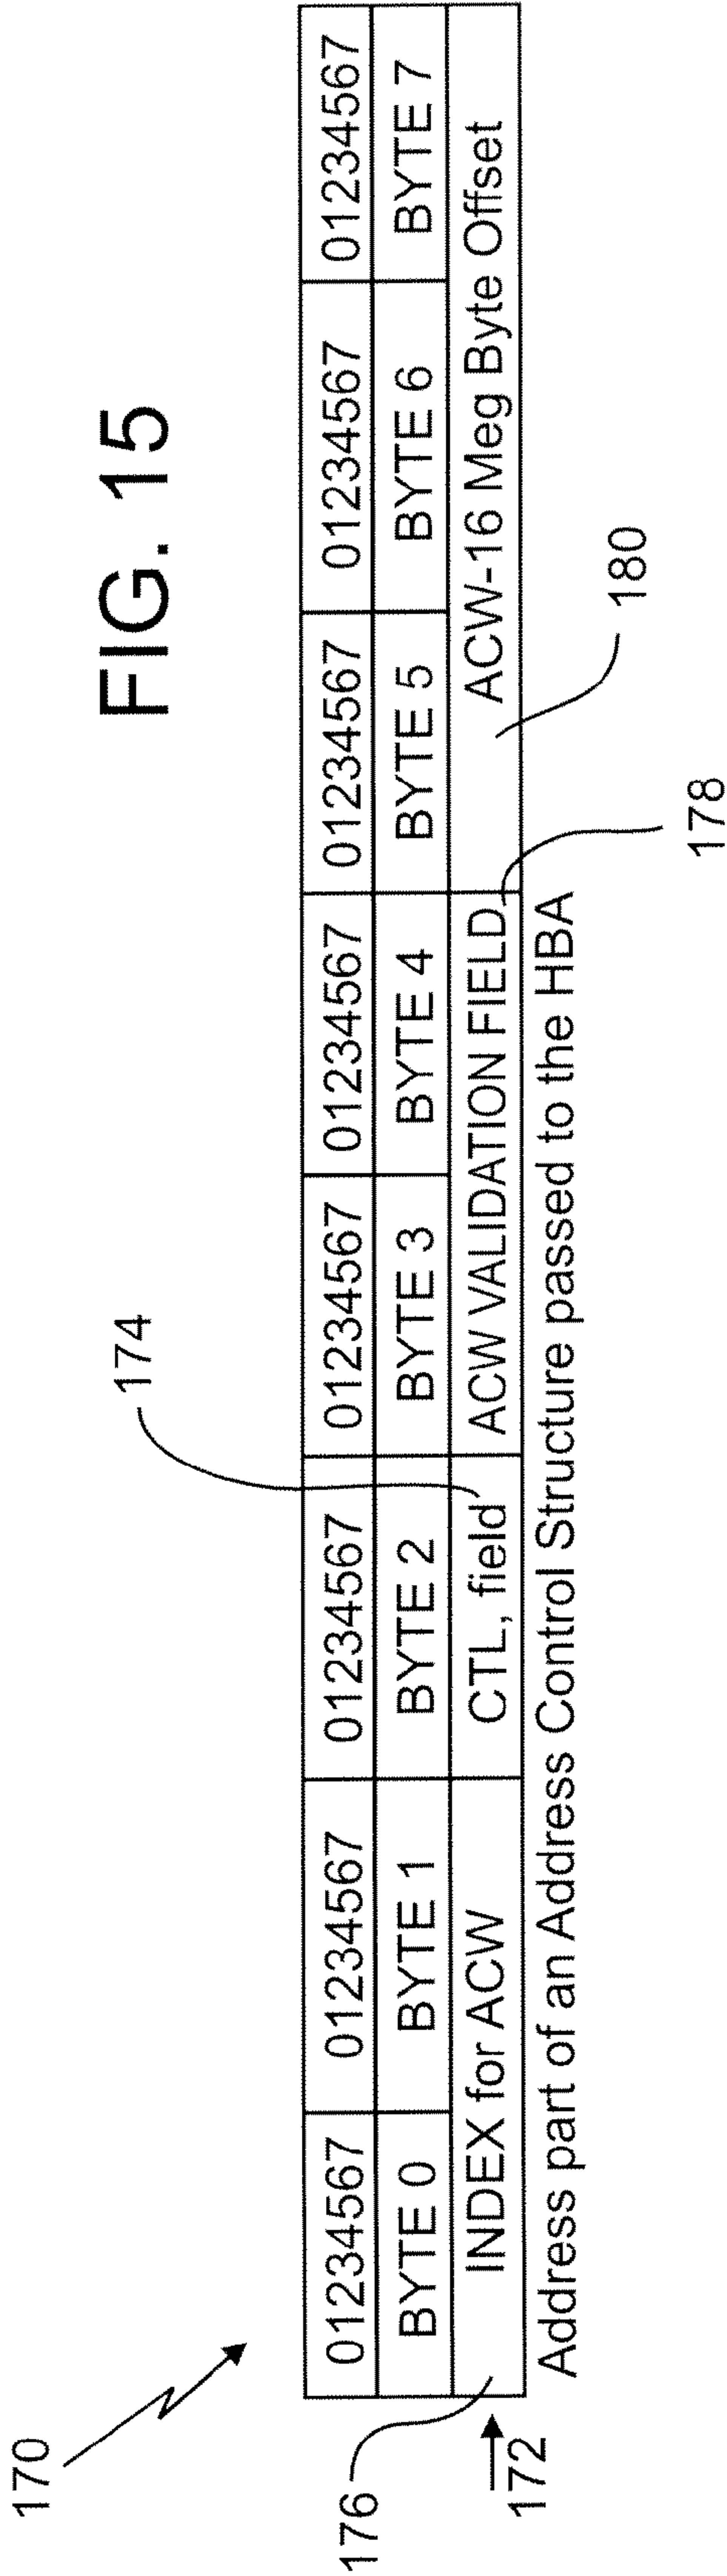 FIG. 15
170
174
01234567 01234567 01234567 01234567 01234567 01234567 01234567 01234567
BYTE 0 BYTE 1 BYTE 2 BYTE 3 BYTE 4 BYTE 5 BYTE 6 BYTE 7
INDEX for ACW CTL, field ACW VALIDATION FIELD ACW-16 Meg Byte Offset
176
172
Address part of an Address Control Structure passed to the HBA
180
178